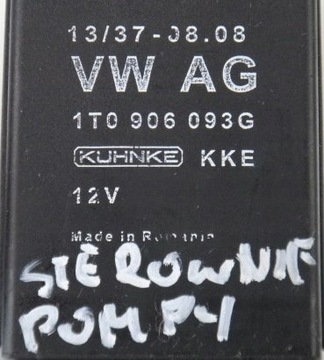 13/37-08.08
VW AG
1T0 906 093G
KUHNKE KKE
12V
Made in Romania
STEROWNIK
POMPY